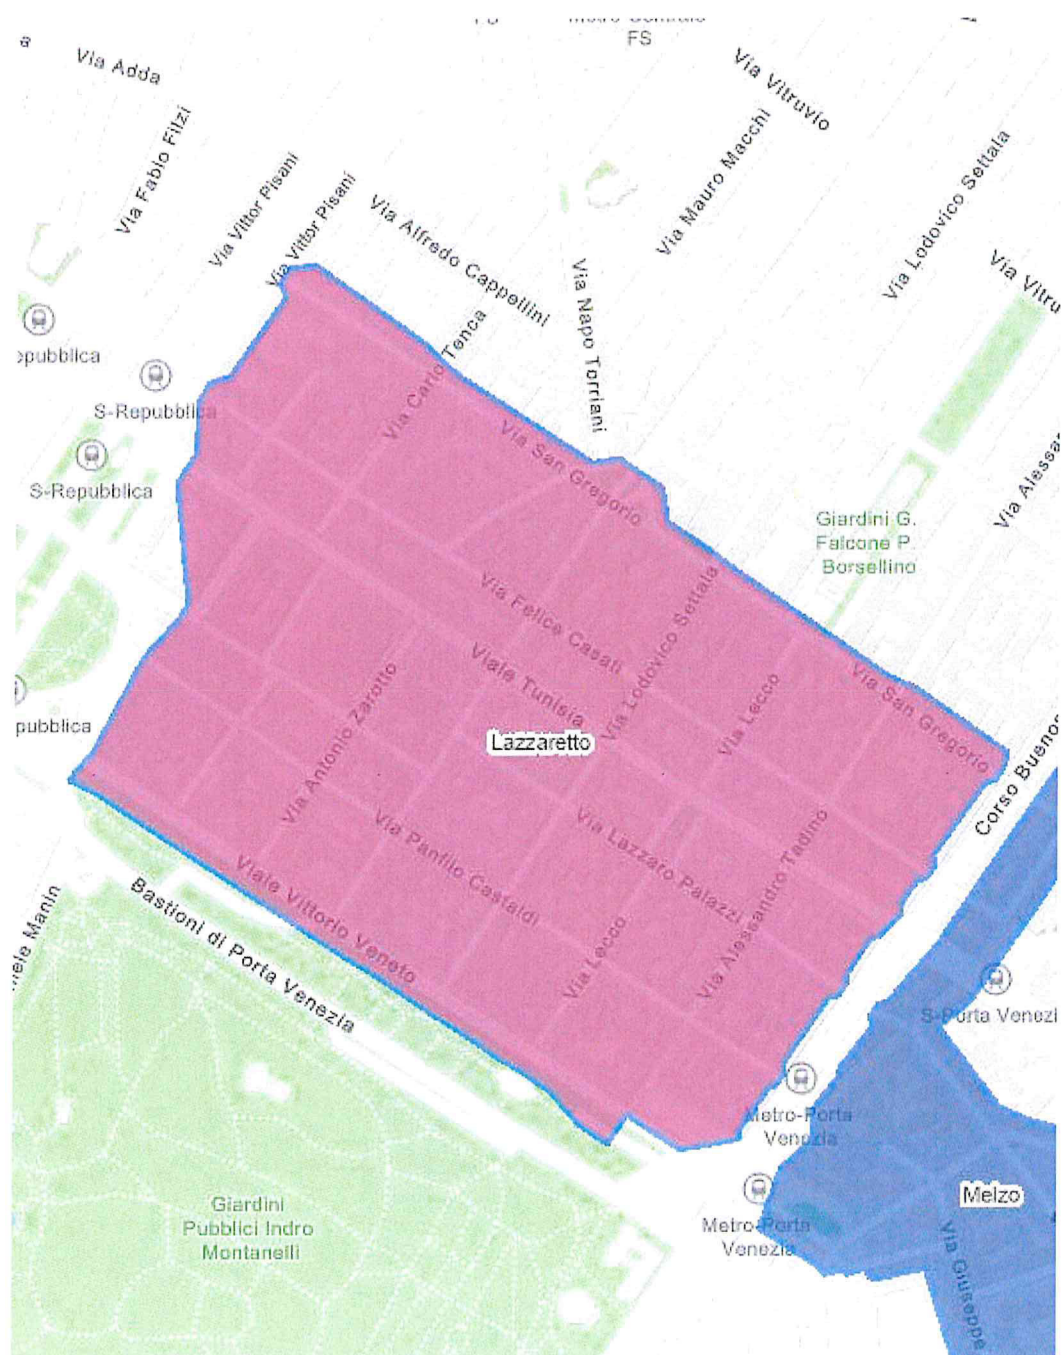 FS
Via Adda
Via Vitruvio
Via Fabio Filzi
Via Mauro Macchi
Via Lodovico Settala
Via Vittor Pisani
Via Vittor Pisani
Via Alfredo Cappellini
Via Napo Torriani
Via Vitru
epubblica
Via Carlo Tenca
S-Repubblica
S-Repubblica
Via San Gregorio
Via Alessa
Giardini G.
Falcone P.
Borsellino
Via Felice Casati
Via Lodovico Settala
Viale Tunisia
Via Lecco
Via San Gregorio
pubblica
Via Antonio Zarotto
Lazzaretto
Corso Buenos
Via Panfilo Castaldi
Via Lazzaro Palazzi
Via Alessandro Tadino
Viale Vittorio Veneto
Bastioni di Porta Venezia
iele Manin
Via Lecco
S-Porta Venezi
Metro-Porta
Venezia
Melzo
Giardini
Pubblici Indro
Montanelli
Metro-Porta
Venezia
Via Giuseppe